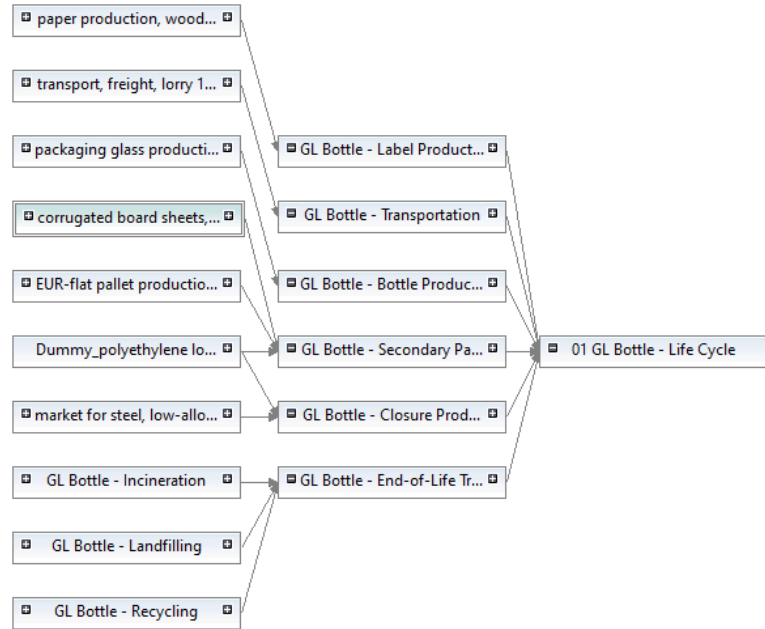 paper production, wood...
transport, freight, lorry 1...
packaging glass producti...
GL Bottle - Label Product...
corrugated board sheets,...
GL Bottle - Transportation
EUR-flat pallet productio...
GL Bottle - Bottle Produc...
Dummy_polyethylene lo...
GL Bottle - Secondary Pa...
01 GL Bottle - Life Cycle
market for steel, low-allo...
GL Bottle - Closure Prod...
GL Bottle - Incineration
GL Bottle - End-of-Life Tr...
GL Bottle - Landfilling
GL Bottle - Recycling